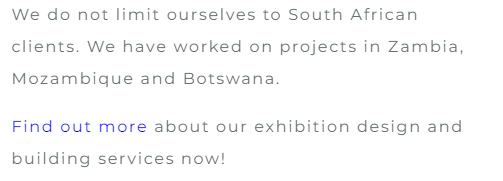 We do not limit ourselves to South African
clients. We have worked on projects in Zambia,
Mozambique and Botswana.
Find out more about our exhibition design and
building services now!